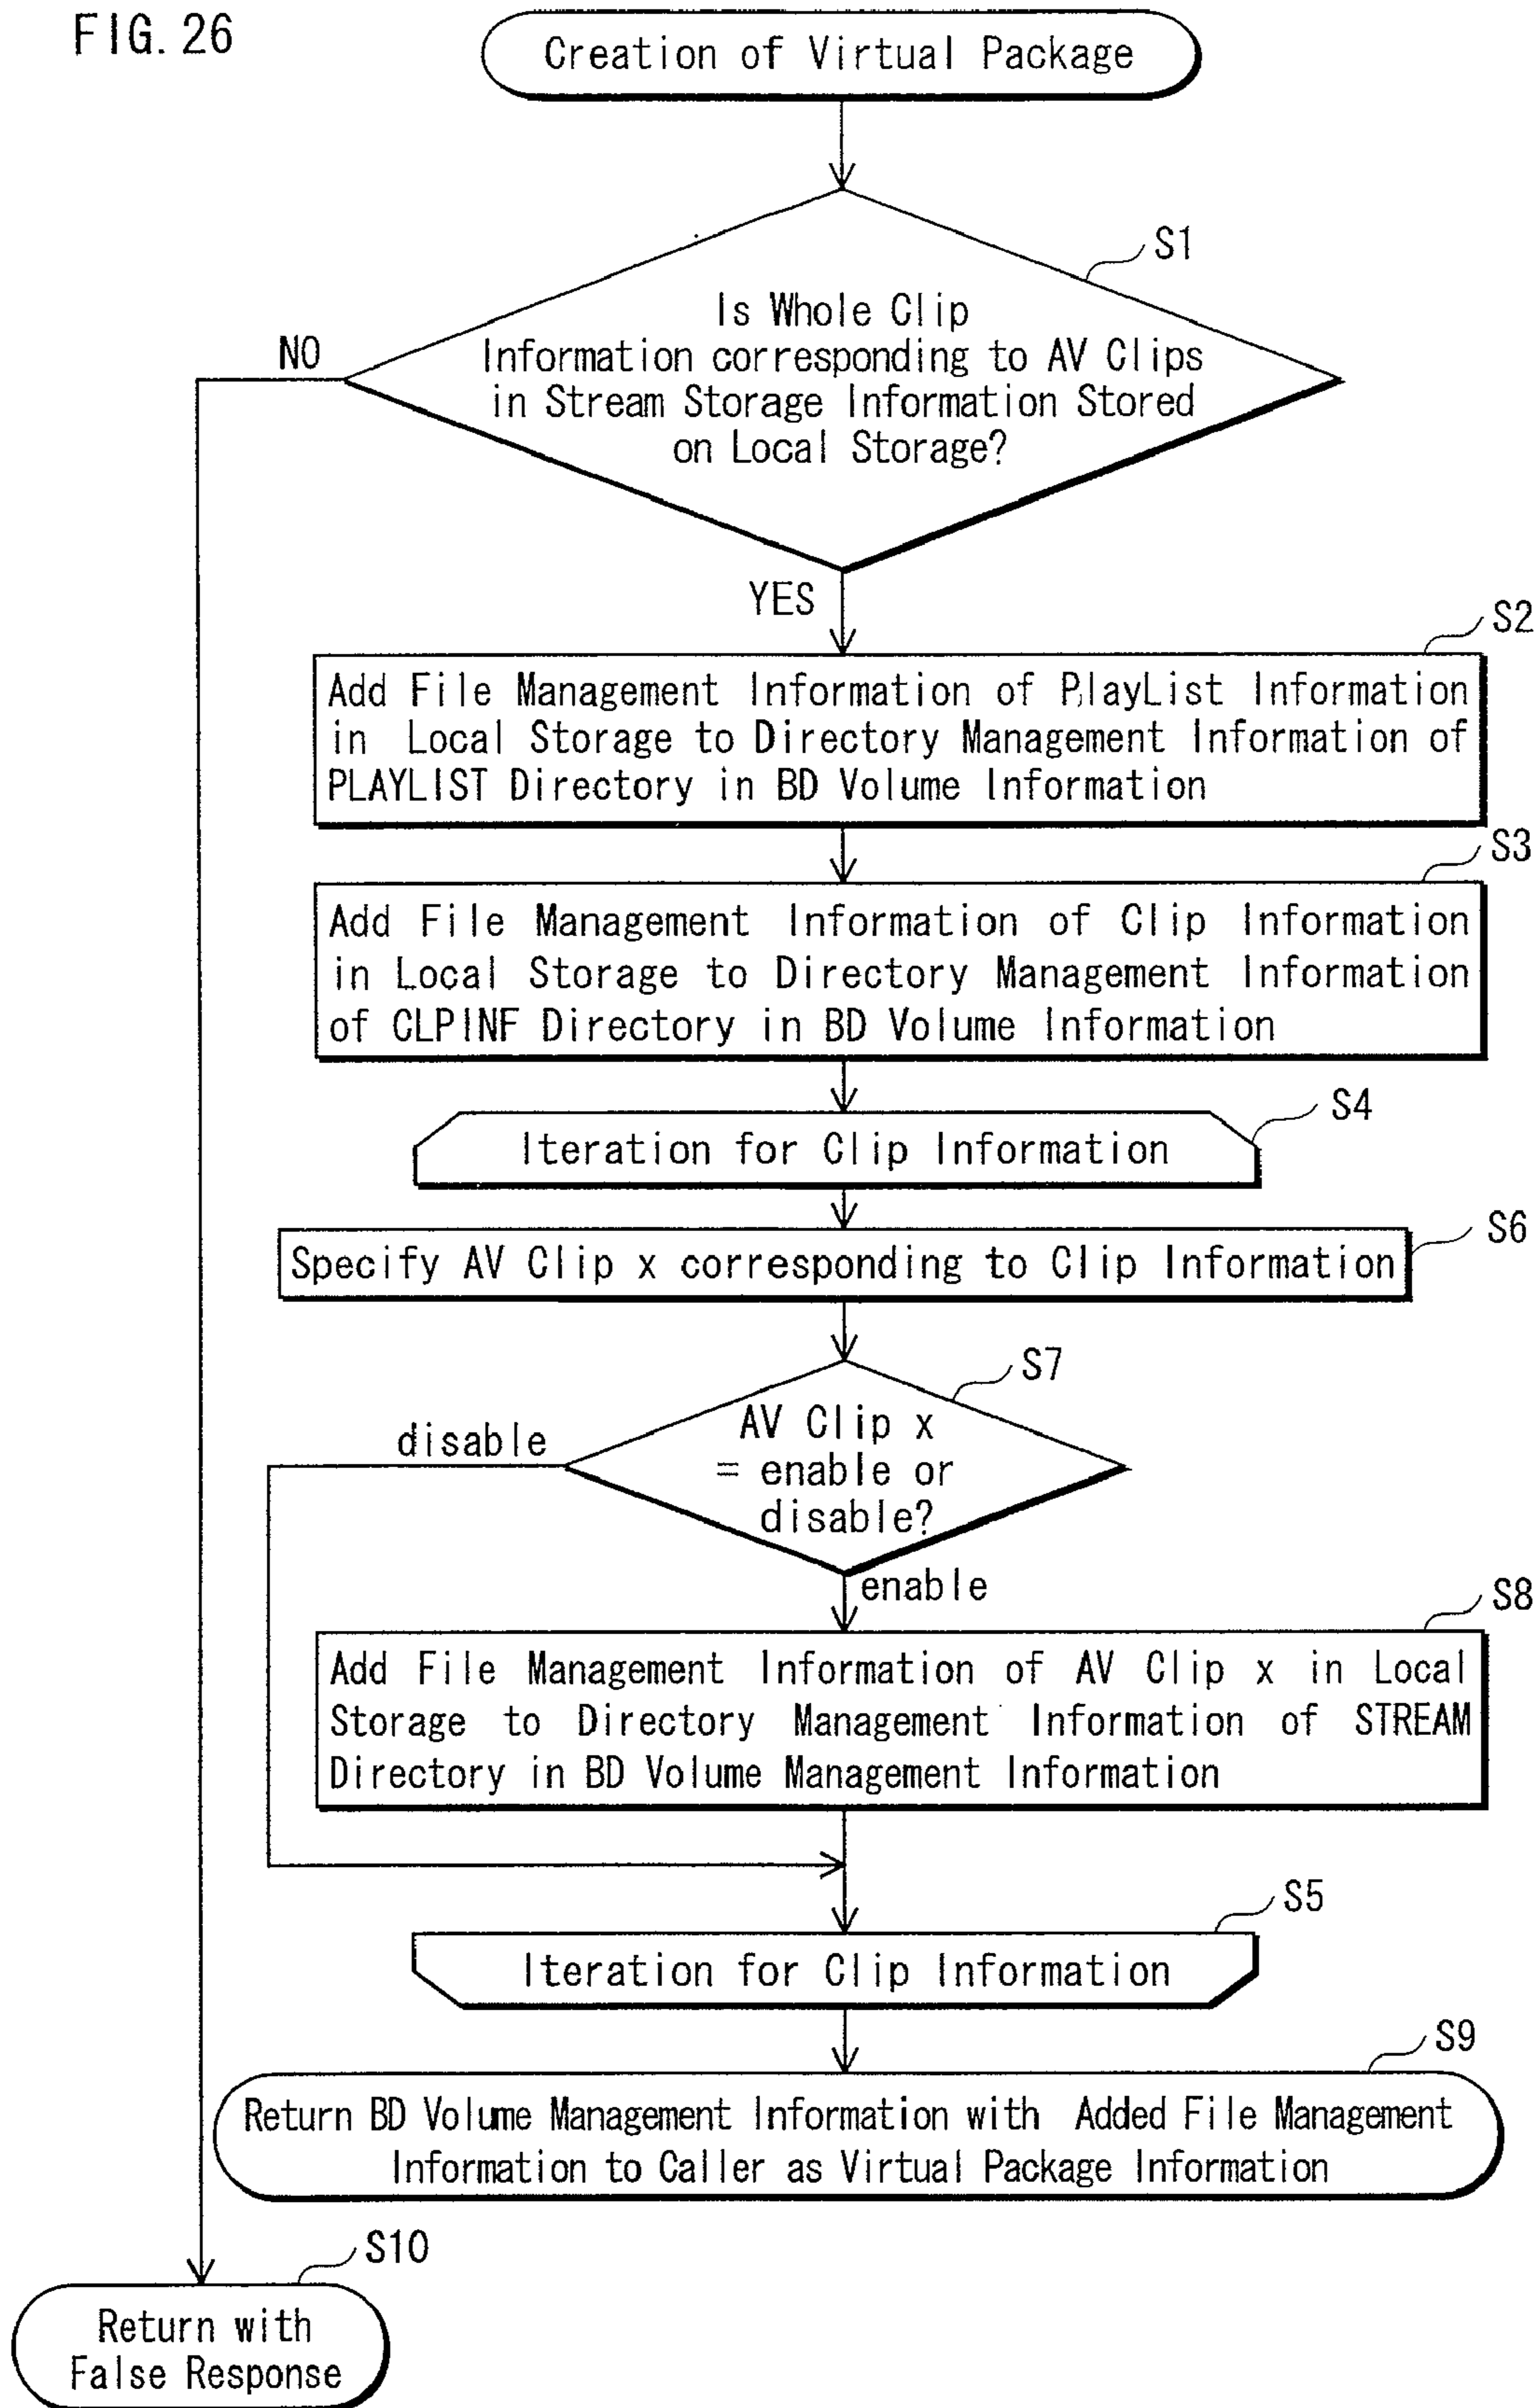 FIG. 26
Creation of Virtual Package
S1
Is Whole Clip
Information corresponding to AV Clips
in Stream Storage Information Stored
on Local Storage?
NO
YES
S2
Add File Management Information of PlayList Information
in Local Storage to Directory Management Information of
PLAYLIST Directory in BD Volume Information
S3
Add File Management Information of Clip Information
in Local Storage to Directory Management Information
of CLPINF Directory in BD Volume Information
S4
Iteration for Clip Information
S6
Specify AV Clip x corresponding to Clip Information
S7
AV Clip x
= enable or
disable?
disable
enable
S8
Add File Management Information of AV Clip x in Local
Storage to Directory Management Information of STREAM
Directory in BD Volume Management Information
S5
Iteration for Clip Information
S9
Return BD Volume Management Information with Added File Management
Information to Caller as Virtual Package Information
S10
Return with
False Response